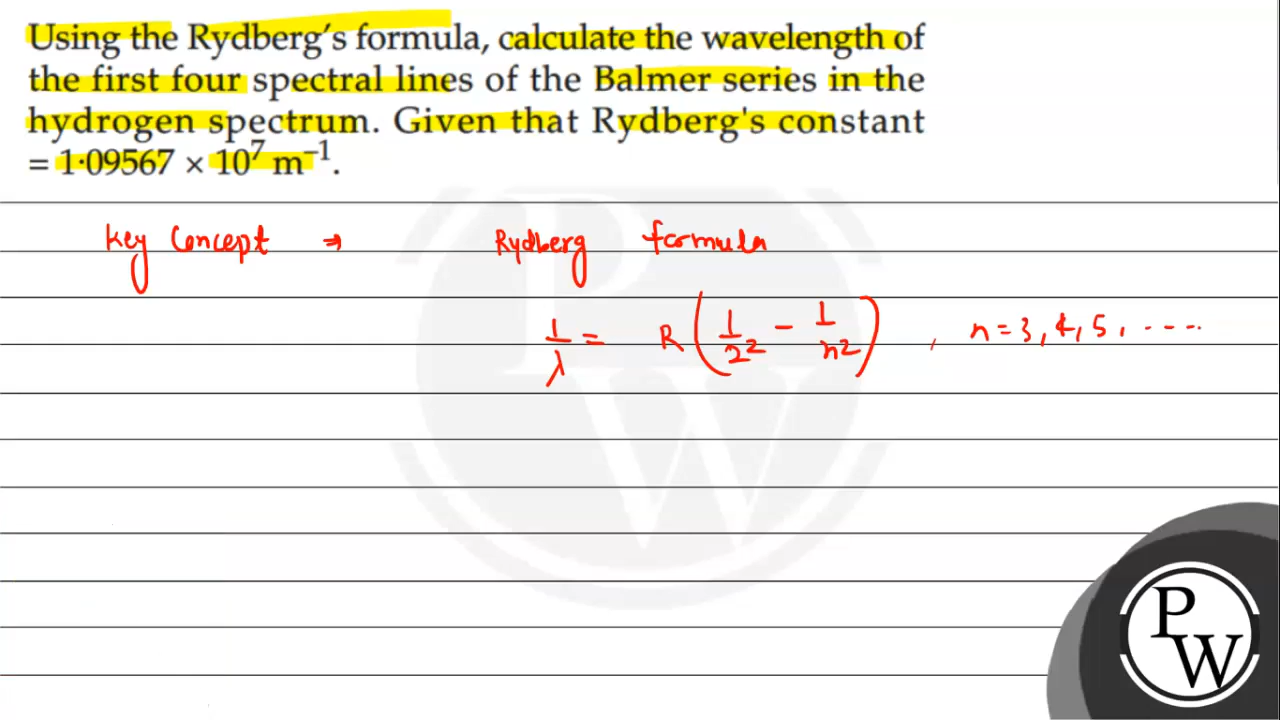 Using the Rydberg's formula, calculate the wavelength of
the first four spectral lines of the Balmer series in the
hydrogen spectrum. Given that Rydberg's constant
= 1·09567 × 10⁷ m⁻¹.
Key Concept ⇒ Rydberg formula
1/λ = R(1/2² − 1/n²), n=3,4,5, ----
PW
PW